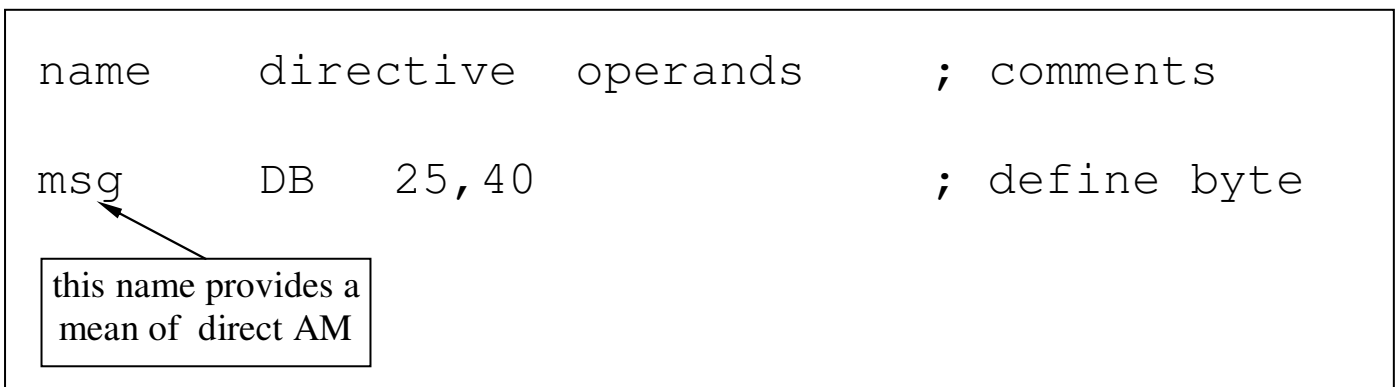 name directive operands ; comments
msg DB 25,40 ; define byte
this name provides a
mean of direct AM